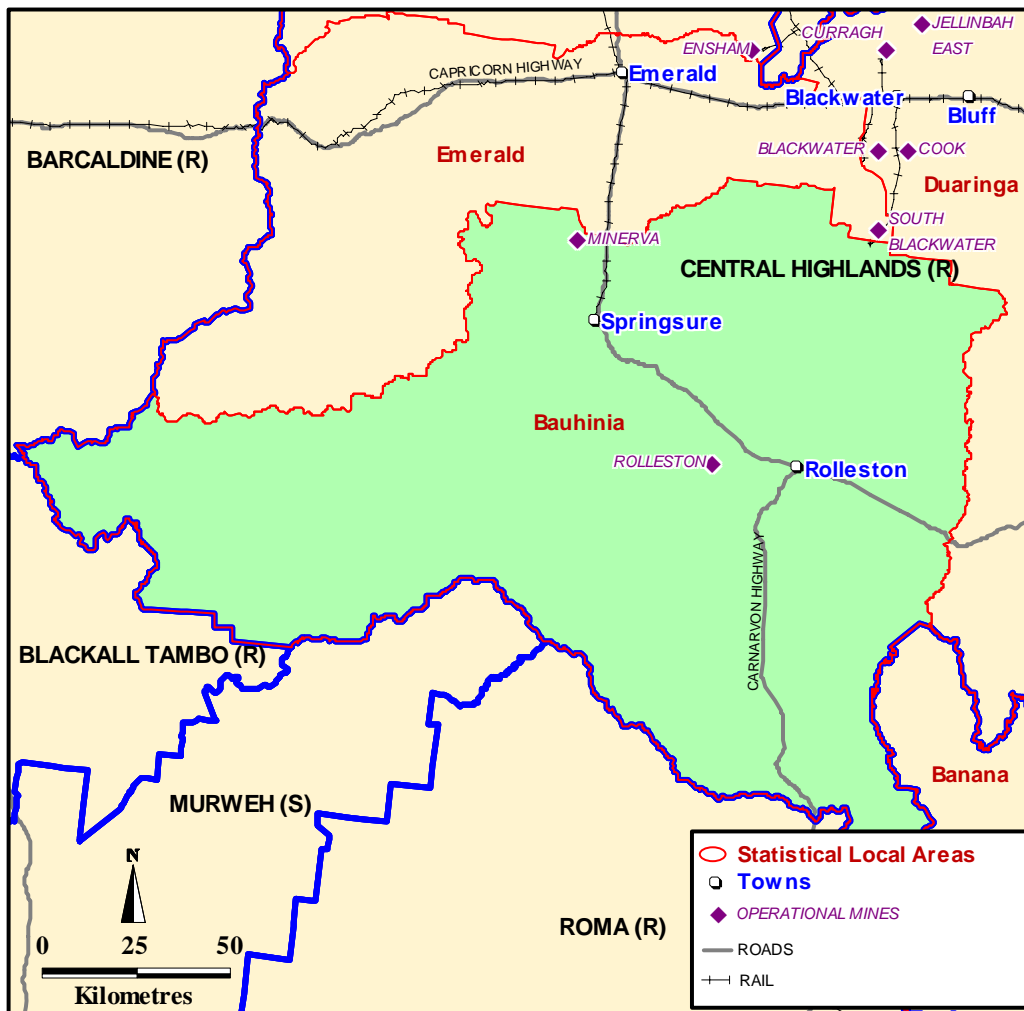 JELLINBAH
EAST
CURRAGH
ENSHAM
CAPRICORN HIGHWAY
Emerald
Blackwater
Bluff
BARCALDINE (R)
Emerald
BLACKWATER
COOK
Duaringa
SOUTH
BLACKWATER
MINERVA
CENTRAL HIGHLANDS (R)
Springsure
Bauhinia
ROLLESTON
Rolleston
CARNARVON HIGHWAY
BLACKALL TAMBO (R)
Banana
MURWEH (S)
ROMA (R)
N
0 25 50
Kilometres
Statistical Local Areas
Towns
OPERATIONAL MINES
ROADS
RAIL